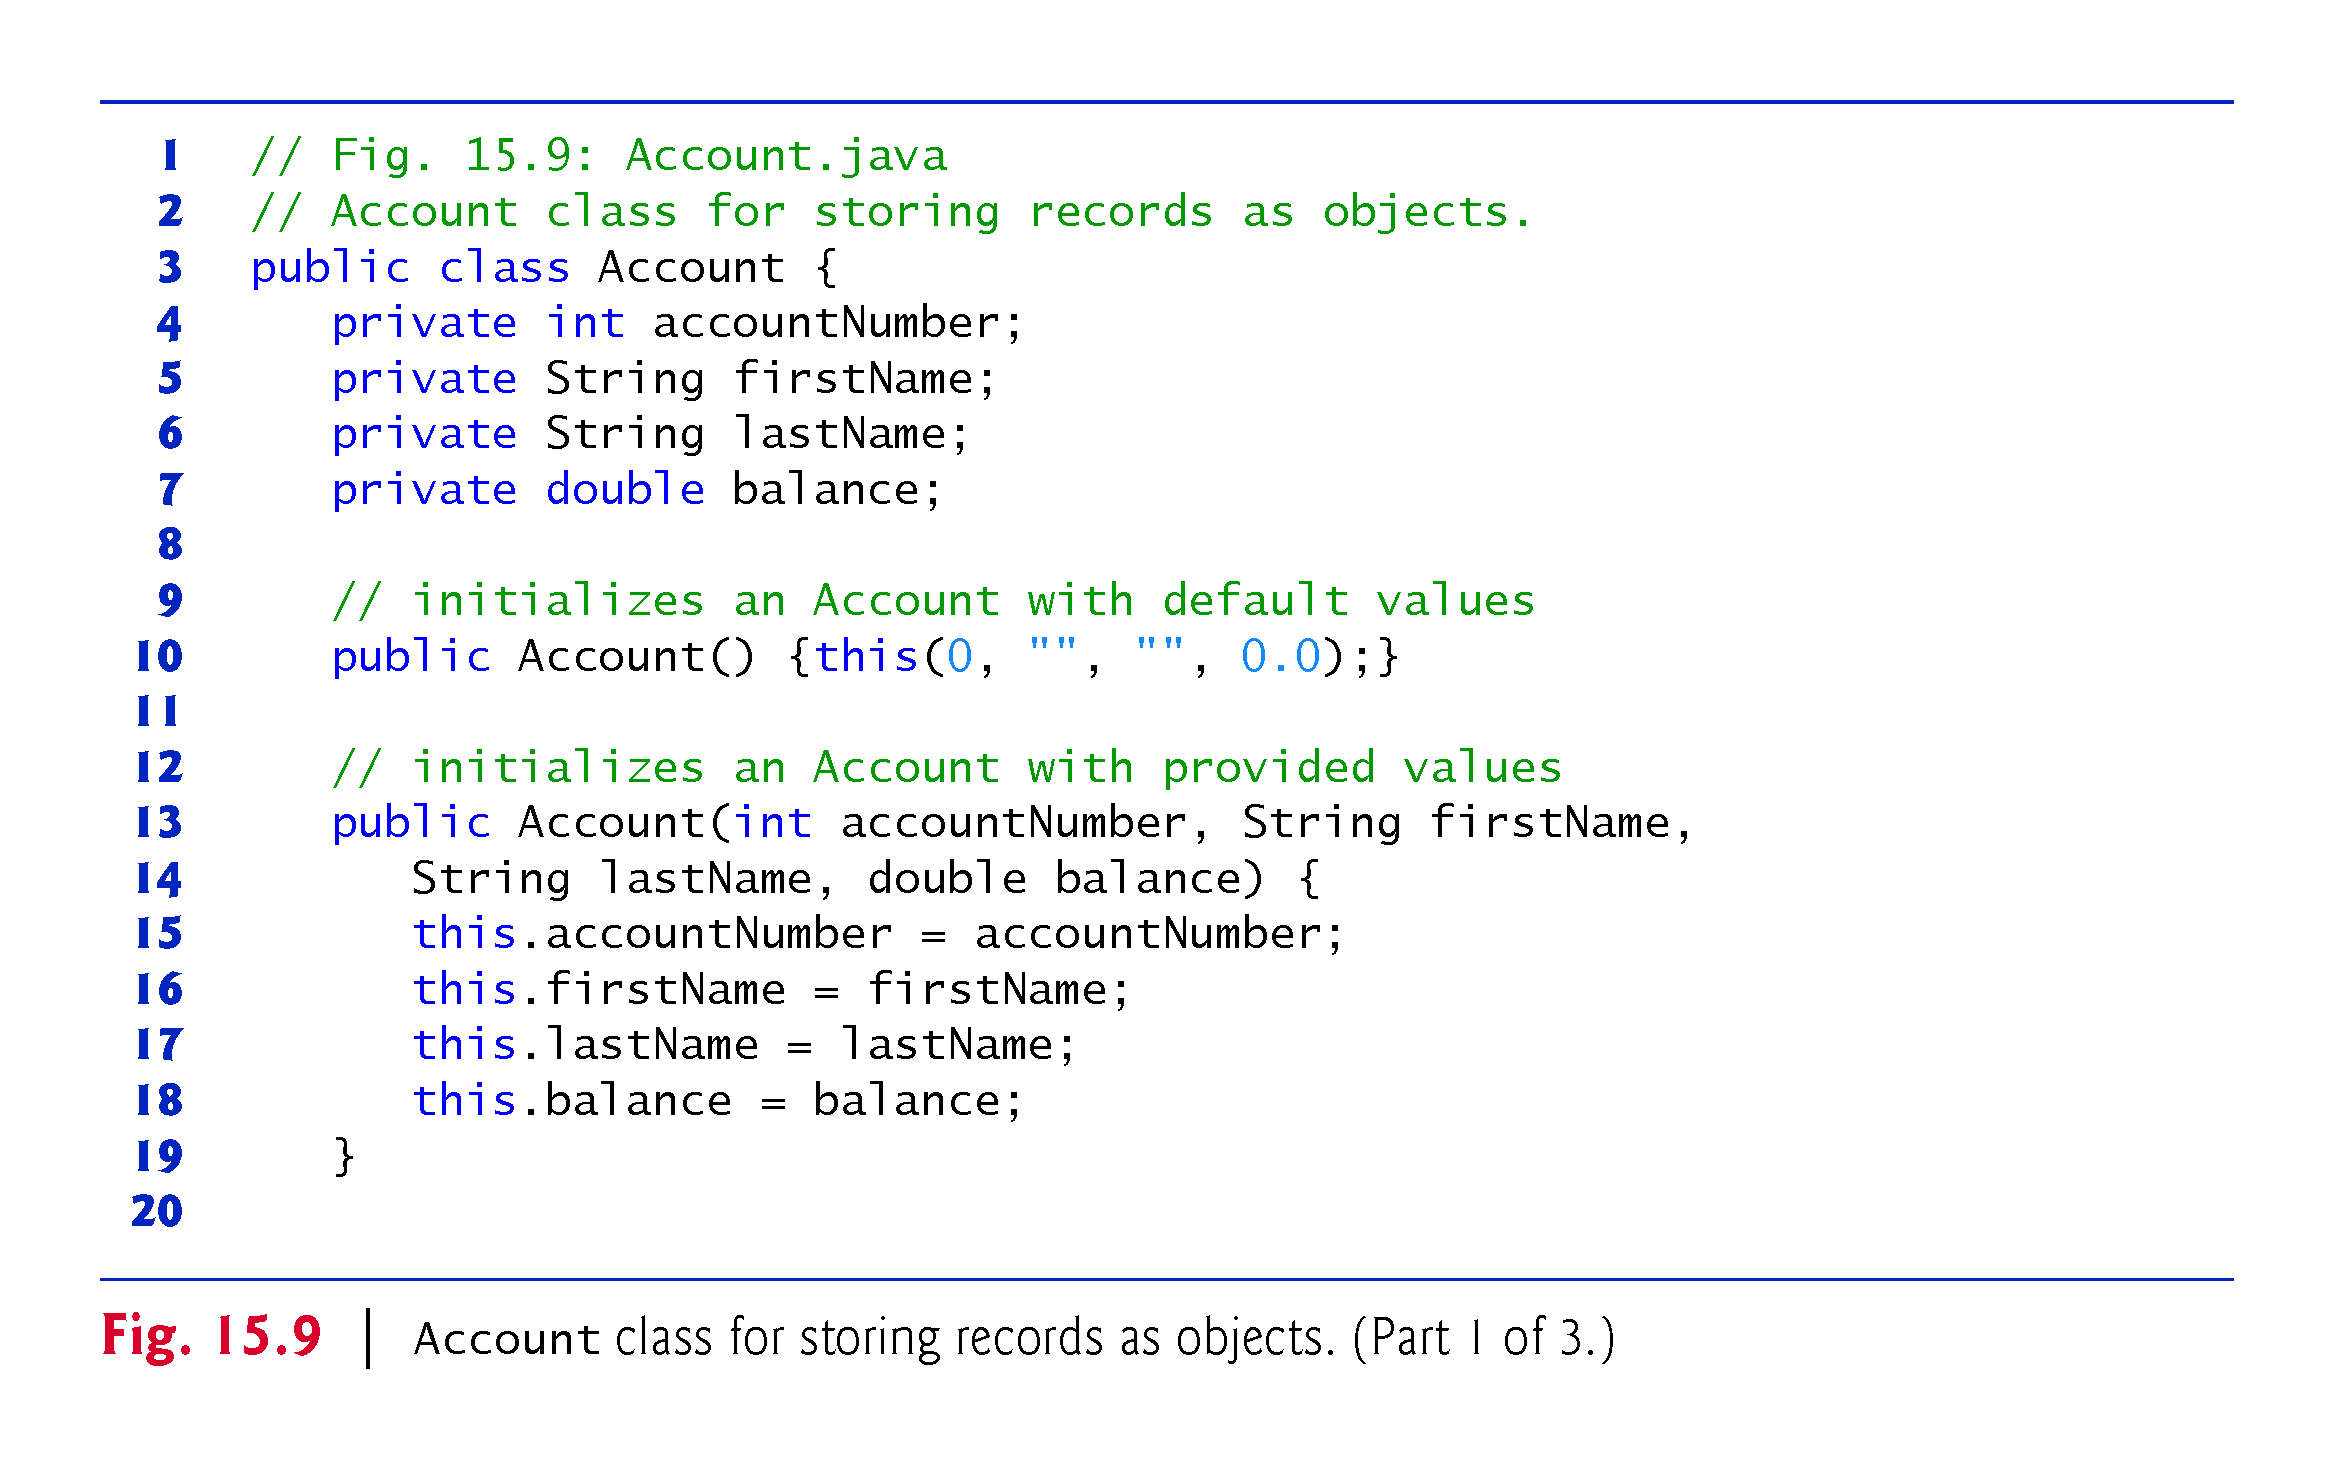 1 // Fig. 15.9: Account.java
2 // Account class for storing records as objects.
3 public class Account {
4    private int accountNumber;
5    private String firstName;
6    private String lastName;
7    private double balance;
8
9    // initializes an Account with default values
10    public Account() {this(0, "", "", 0.0);}
11
12    // initializes an Account with provided values
13    public Account(int accountNumber, String firstName,
14       String lastName, double balance) {
15       this.accountNumber = accountNumber;
16       this.firstName = firstName;
17       this.lastName = lastName;
18       this.balance = balance;
19    }
20
Fig. 15.9 | Account class for storing records as objects. (Part 1 of 3.)